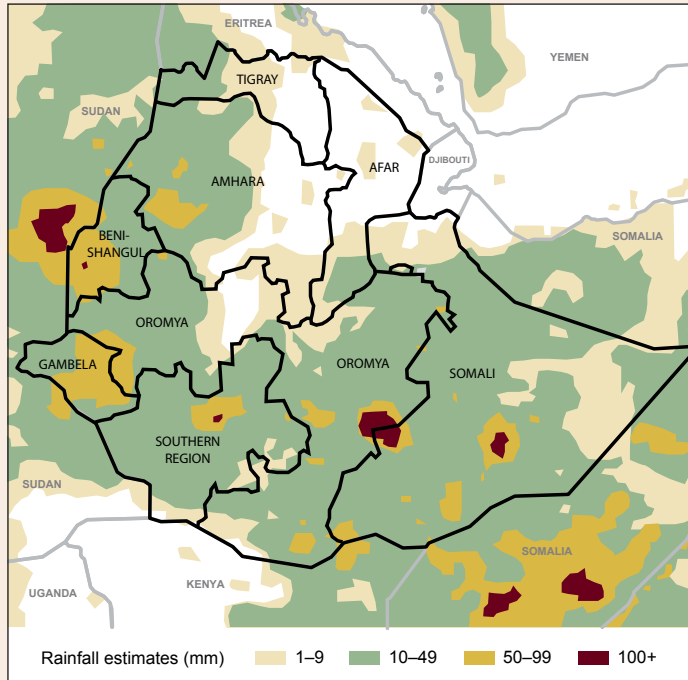 ERITREA
YEMEN
TIGRAY
SUDAN
DJIBOUTI
AFAR
AMHARA
BENI-
SHANGUL
SOMALIA
OROMYA
GAMBELA
OROMYA
SOMALI
SOUTHERN
REGION
SUDAN
SOMALIA
KENYA
UGANDA
Rainfall estimates (mm) 1–9 10–49 50–99 100+